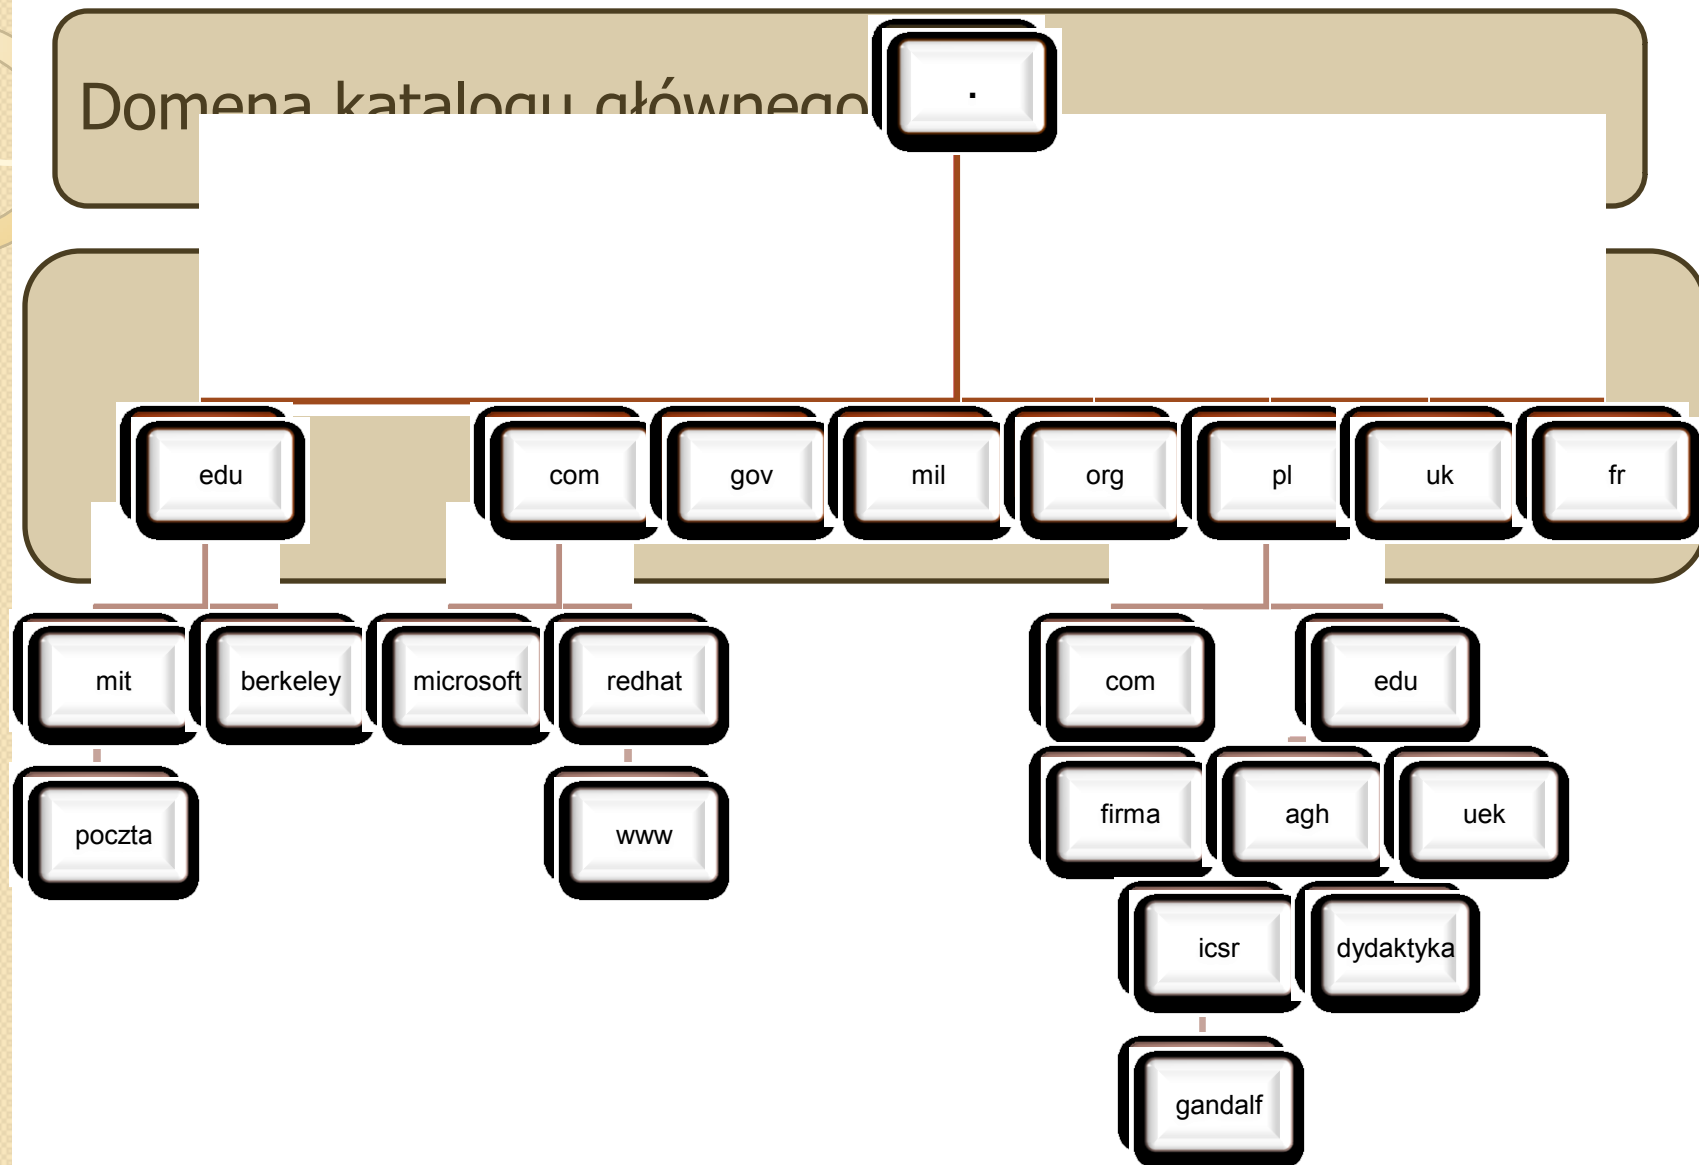 Domena katalogu głównego
.
edu com gov mil org pl uk fr
mit berkeley microsoft redhat com edu
firma agh uek
poczta www
icsr dydaktyka
gandalf